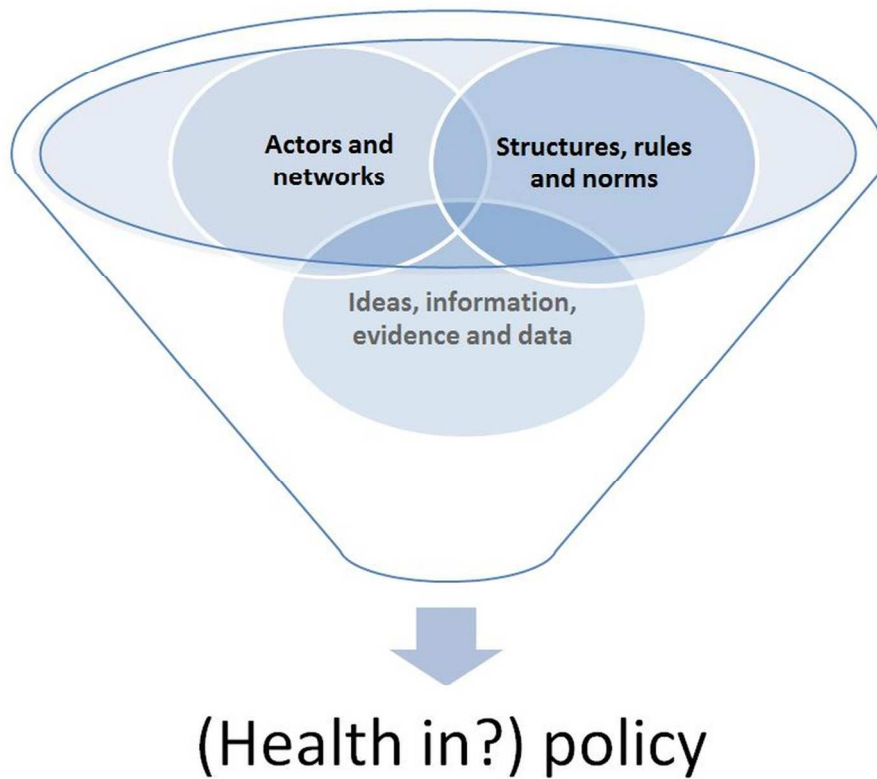 Actors and
networks
Structures, rules
and norms
Ideas, information,
evidence and data
(Health in?) policy